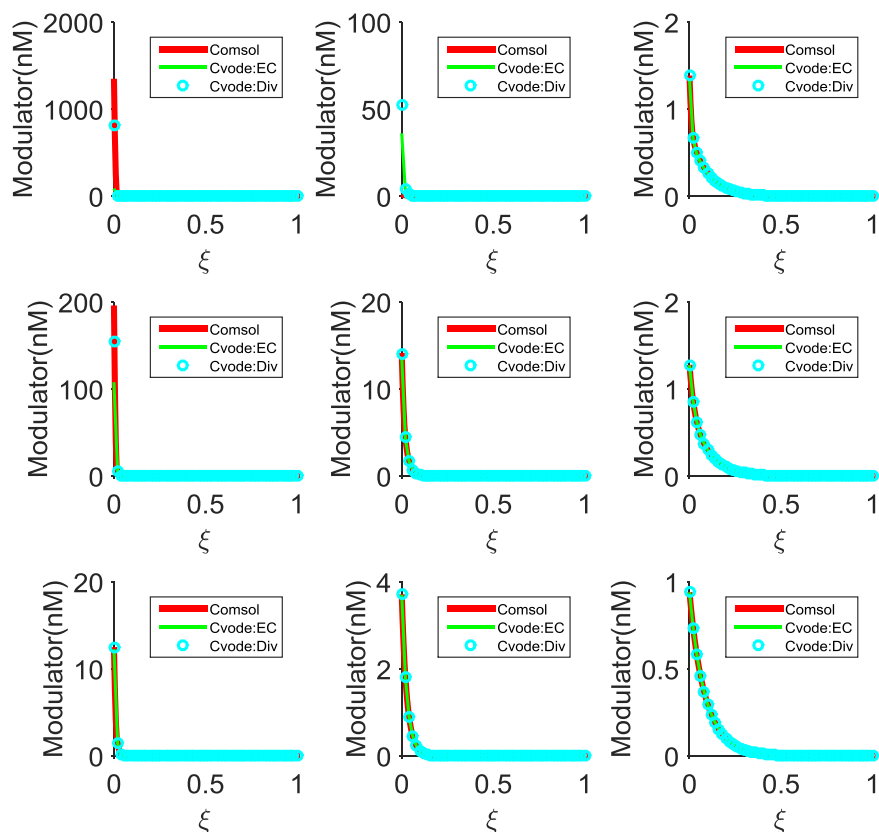 2000
1000
0
Modulator(nM)
Comsol
Cvode:EC
Cvode:Div
0
0.5
1
ξ
100
50
0
Modulator(nM)
Comsol
Cvode:EC
Cvode:Div
0
0.5
1
ξ
2
1
0
Modulator(nM)
Comsol
Cvode:EC
Cvode:Div
0
0.5
1
ξ
200
100
0
Modulator(nM)
Comsol
Cvode:EC
Cvode:Div
0
0.5
1
ξ
20
10
0
Modulator(nM)
Comsol
Cvode:EC
Cvode:Div
0
0.5
1
ξ
2
1
0
Modulator(nM)
Comsol
Cvode:EC
Cvode:Div
0
0.5
1
ξ
20
10
0
Modulator(nM)
Comsol
Cvode:EC
Cvode:Div
0
0.5
1
ξ
4
2
0
Modulator(nM)
Comsol
Cvode:EC
Cvode:Div
0
0.5
1
ξ
1
0.5
0
Modulator(nM)
Comsol
Cvode:EC
Cvode:Div
0
0.5
1
ξ